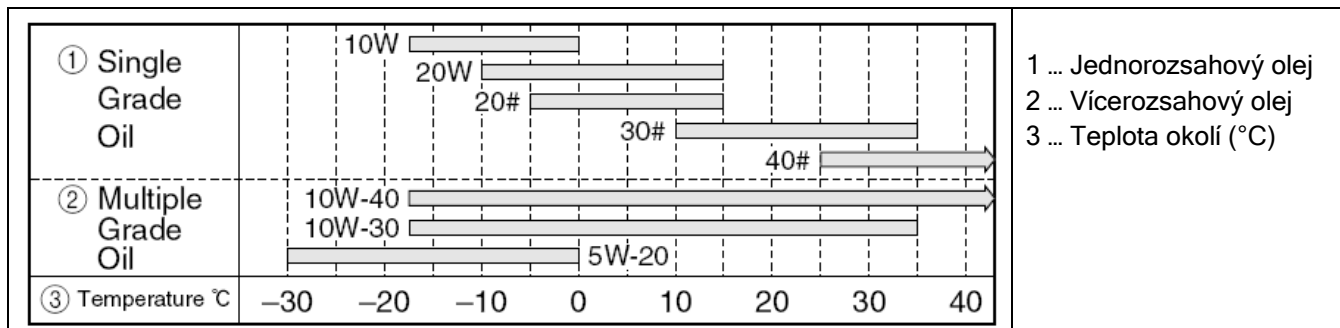 ① Single
Grade
Oil
10W
20W
20#
30#
40#
② Multiple
Grade
Oil
10W-40
10W-30
5W-20
③ Temperature ℃ −30 −20 −10 0 10 20 30 40
1 ... Jednorozsahový olej
2 ... Vícerozsahový olej
3 ... Teplota okolí (°C)